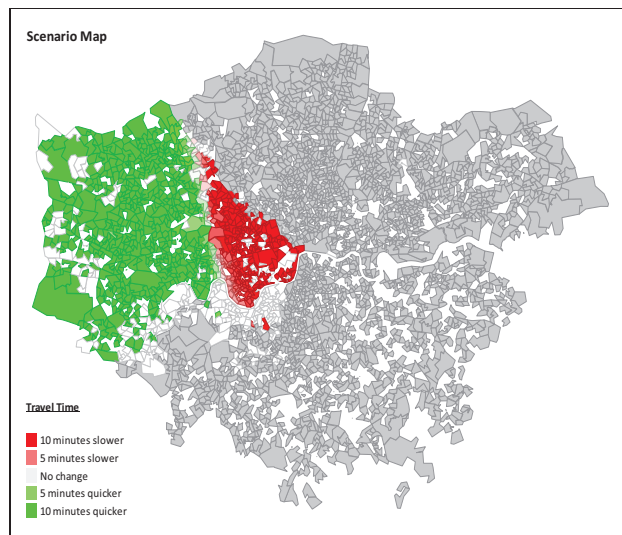 Scenario Map
Travel Time
10 minutes slower
5 minutes slower
No change
5 minutes quicker
10 minutes quicker